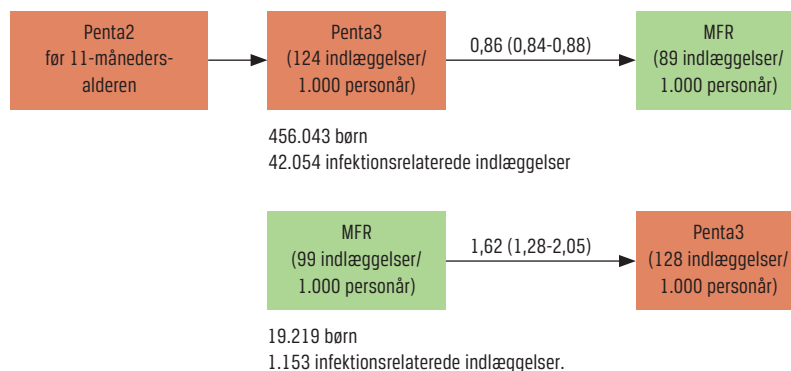 Penta2
før 11-måneders-
alderen
Penta3
(124 indlæggelser/
1.000 personår)
0,86 (0,84-0,88)
MFR
(89 indlæggelser/
1.000 personår)
456.043 børn
42.054 infektionsrelaterede indlæggelser
MFR
(99 indlæggelser/
1.000 personår)
1,62 (1,28-2,05)
Penta3
(128 indlæggelser/
1.000 personår)
19.219 børn
1.153 infektionsrelaterede indlæggelser.